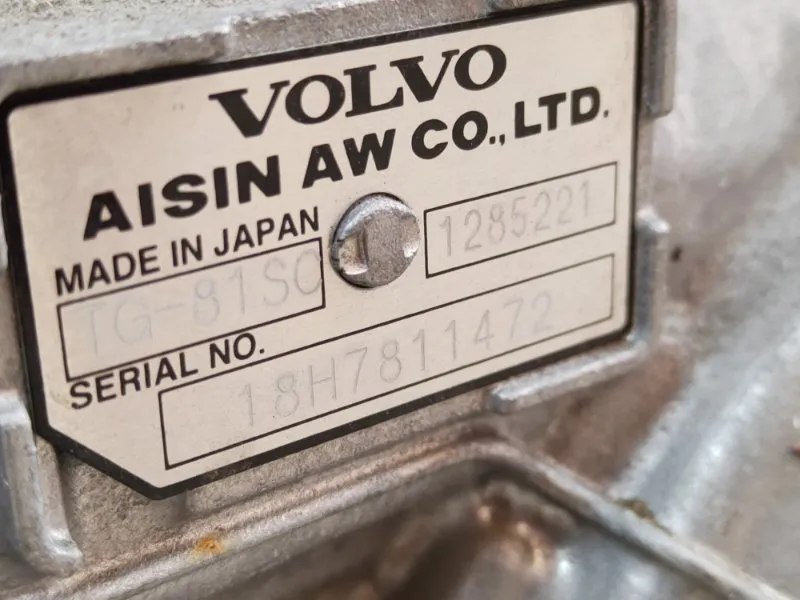 VOLVO
AISIN AW CO., LTD.
MADE IN JAPAN
TG-81SC 1285221
SERIAL NO.
18H7811472